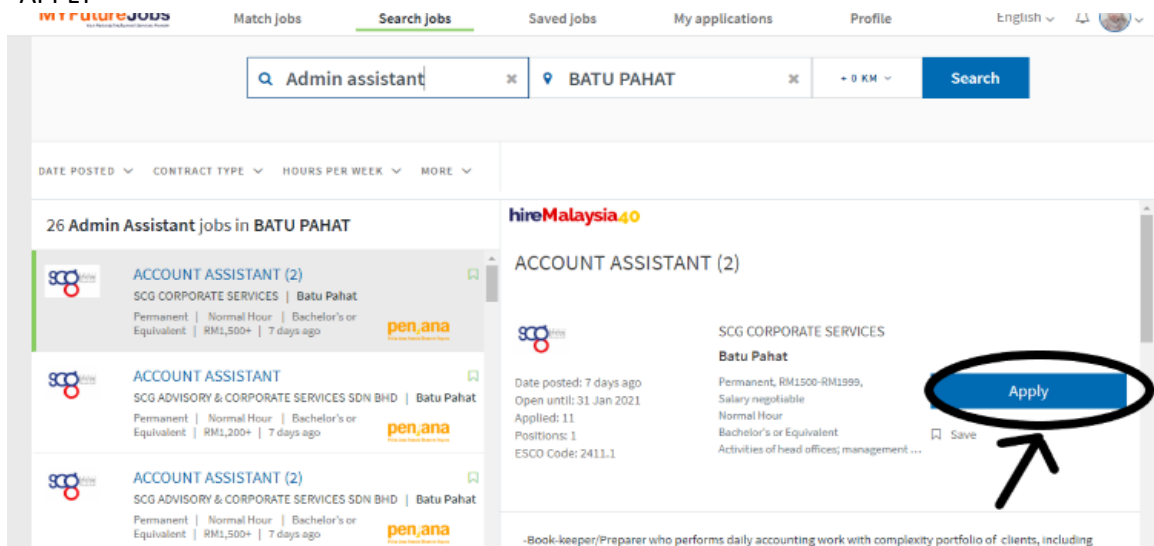 APPLY
MYFutureJobs Match jobs Search jobs Saved jobs My applications Profile English
Admin assistant BATU PAHAT + 0 KM Search
DATE POSTED CONTRACT TYPE HOURS PER WEEK MORE
26 Admin Assistant jobs in BATU PAHAT
ACCOUNT ASSISTANT (2)
SCG CORPORATE SERVICES | Batu Pahat
Permanent | Normal Hour | Bachelor's or
Equivalent | RM1,500+ | 7 days ago
penjana
ACCOUNT ASSISTANT
SCG ADVISORY & CORPORATE SERVICES SDN BHD | Batu Pahat
Permanent | Normal Hour | Bachelor's or
Equivalent | RM1,200+ | 7 days ago
penjana
ACCOUNT ASSISTANT (2)
SCG ADVISORY & CORPORATE SERVICES SDN BHD | Batu Pahat
Permanent | Normal Hour | Bachelor's or
Equivalent | RM1,500+ | 7 days ago
penjana
hireMalaysia40
ACCOUNT ASSISTANT (2)
scg
SCG CORPORATE SERVICES
Batu Pahat
Date posted: 7 days ago
Open until: 31 Jan 2021
Applied: 11
Positions: 1
ESCO Code: 2411.1
Permanent, RM1500-RM1999,
Salary negotiable
Normal Hour
Bachelor's or Equivalent
Activities of head offices; management ...
Apply
Save
-Book-keeper/Preparer who performs daily accounting work with complexity portfolio of clients, including